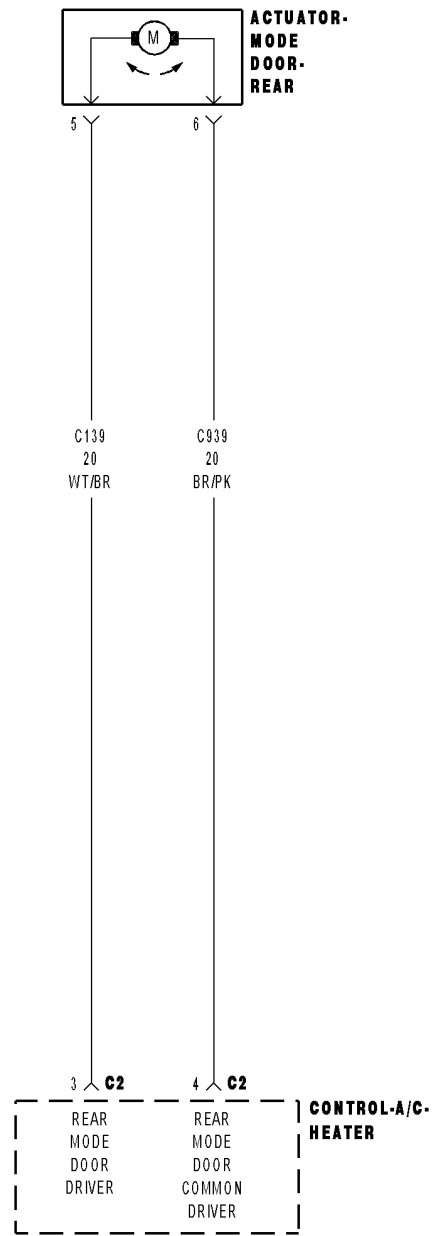 ACTUATOR-
MODE
DOOR-
REAR
M
5
6
C139
20
WT/BR
C939
20
BR/PK
3 C2
4 C2
CONTROL-A/C-
HEATER
REAR
MODE
DOOR
DRIVER
REAR
MODE
DOOR
COMMON
DRIVER